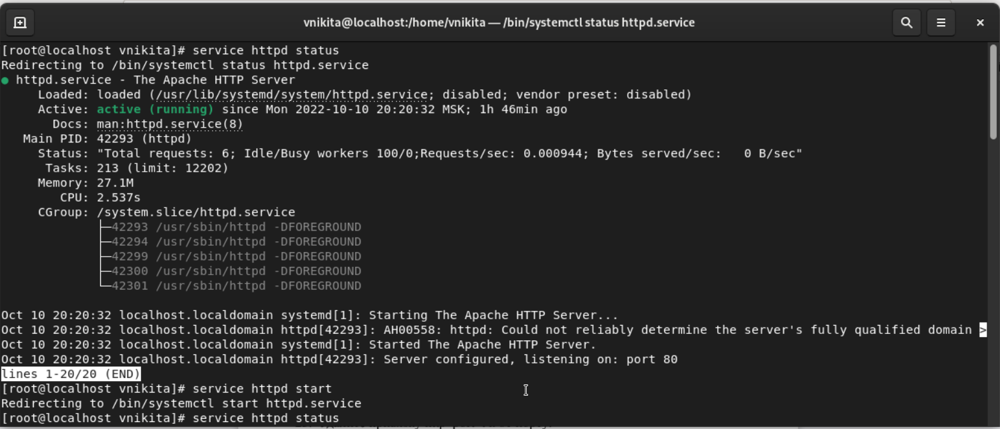 vnikita@localhost:/home/vnikita — /bin/systemctl status httpd.service
[root@localhost vnikita]# service httpd status
Redirecting to /bin/systemctl status httpd.service
● httpd.service - The Apache HTTP Server
     Loaded: loaded (/usr/lib/systemd/system/httpd.service; disabled; vendor preset: disabled)
     Active: active (running) since Mon 2022-10-10 20:20:32 MSK; 1h 46min ago
       Docs: man:httpd.service(8)
   Main PID: 42293 (httpd)
     Status: "Total requests: 6; Idle/Busy workers 100/0;Requests/sec: 0.000944; Bytes served/sec:   0 B/sec"
      Tasks: 213 (limit: 12202)
     Memory: 27.1M
        CPU: 2.537s
     CGroup: /system.slice/httpd.service
             ├─42293 /usr/sbin/httpd -DFOREGROUND
             ├─42294 /usr/sbin/httpd -DFOREGROUND
             ├─42299 /usr/sbin/httpd -DFOREGROUND
             ├─42300 /usr/sbin/httpd -DFOREGROUND
             └─42301 /usr/sbin/httpd -DFOREGROUND
Oct 10 20:20:32 localhost.localdomain systemd[1]: Starting The Apache HTTP Server...
Oct 10 20:20:32 localhost.localdomain httpd[42293]: AH00558: httpd: Could not reliably determine the server's fully qualified domain >
Oct 10 20:20:32 localhost.localdomain systemd[1]: Started The Apache HTTP Server.
Oct 10 20:20:32 localhost.localdomain httpd[42293]: Server configured, listening on: port 80
lines 1-20/20 (END)
[root@localhost vnikita]# service httpd start
Redirecting to /bin/systemctl start httpd.service
[root@localhost vnikita]# service httpd status